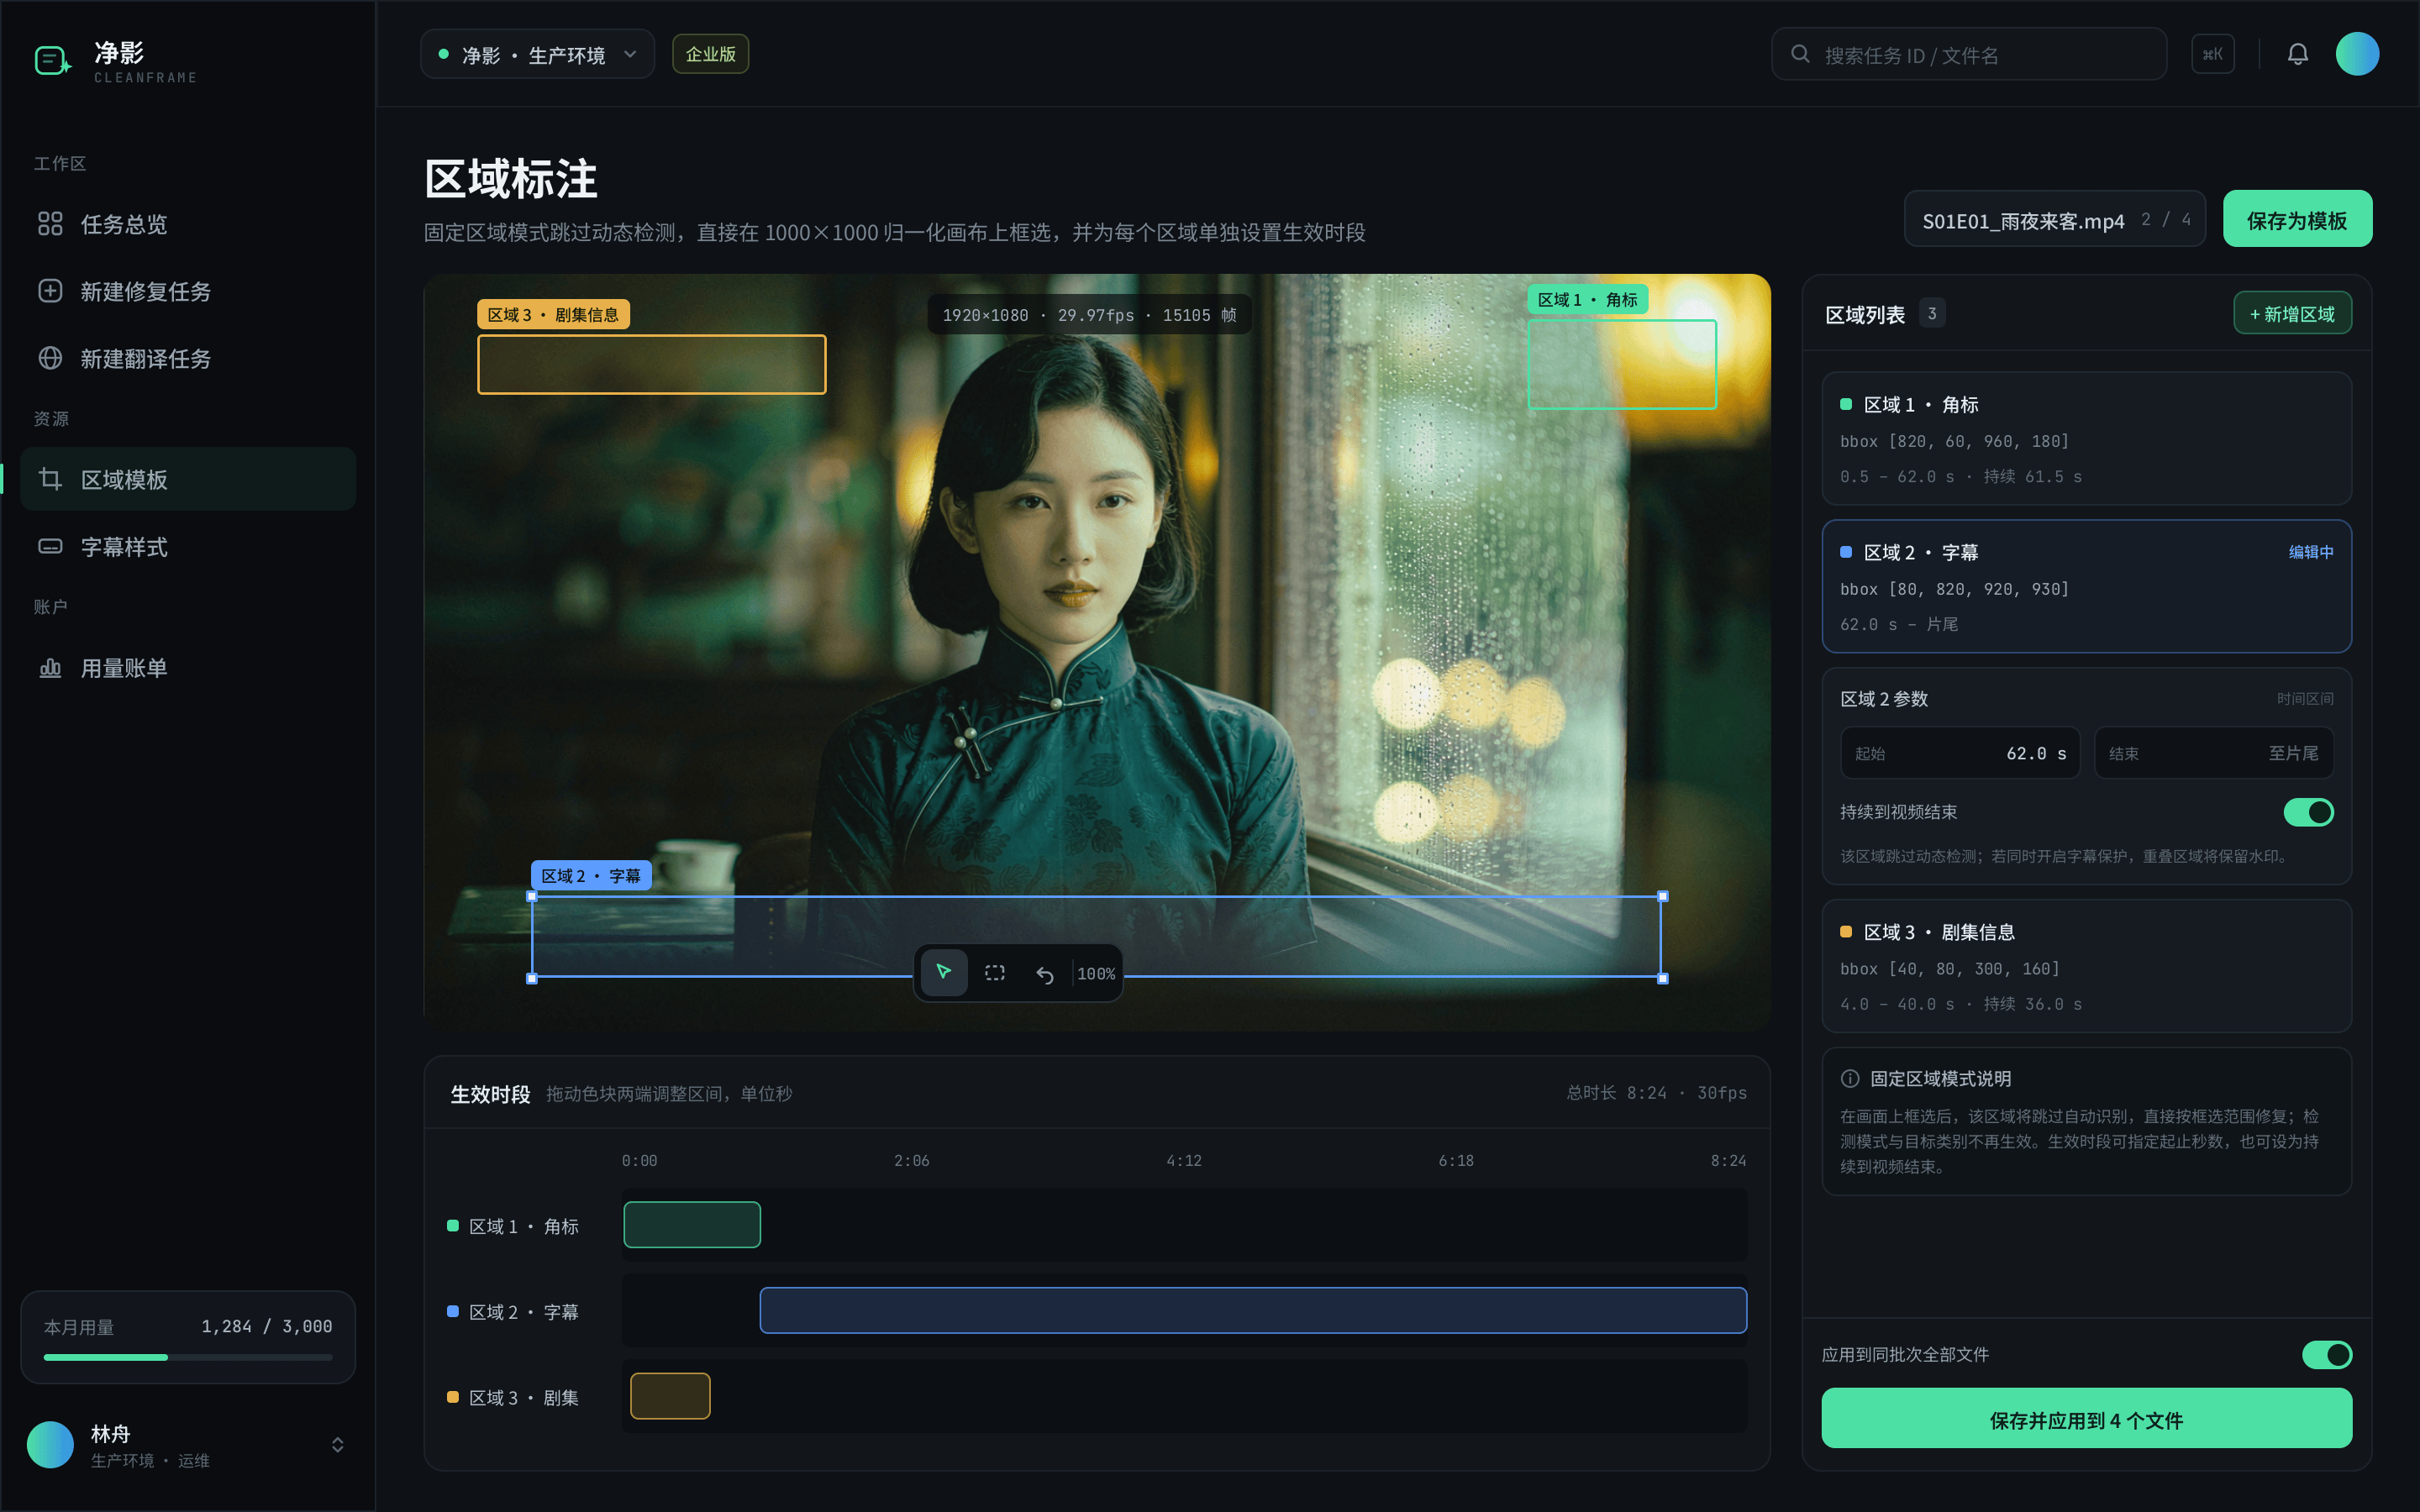 净影
CLEANFRAME
工作区
任务总览
新建修复任务
新建翻译任务
资源
区域模板
字幕样式
账户
用量账单
本月用量 1,284 / 3,000
林舟
生产环境 · 运维
净影 · 生产环境 企业版
搜索任务 ID / 文件名 ⌘K
区域标注
固定区域模式跳过动态检测，直接在 1000×1000 归一化画布上框选，并为每个区域单独设置生效时段
S01E01_雨夜来客.mp4 2 / 4 保存为模板
区域 3 · 剧集信息
1920×1080 · 29.97fps · 15105 帧
区域 1 · 角标
区域 2 · 字幕
100%
生效时段 拖动色块两端调整区间，单位秒 总时长 8:24 · 30fps
0:00 2:06 4:12 6:18 8:24
区域 1 · 角标
区域 2 · 字幕
区域 3 · 剧集
区域列表 3 + 新增区域
区域 1 · 角标
bbox [820, 60, 960, 180]
0.5 – 62.0 s · 持续 61.5 s
区域 2 · 字幕 编辑中
bbox [80, 820, 920, 930]
62.0 s – 片尾
区域 2 参数 时间区间
起始 62.0 s 结束 至片尾
持续到视频结束
该区域跳过动态检测；若同时开启字幕保护，重叠区域将保留水印。
区域 3 · 剧集信息
bbox [40, 80, 300, 160]
4.0 – 40.0 s · 持续 36.0 s
固定区域模式说明
在画面上框选后，该区域将跳过自动识别，直接按框选范围修复；检
测模式与目标类别不再生效。生效时段可指定起止秒数，也可设为持
续到视频结束。
应用到同批次全部文件
保存并应用到 4 个文件